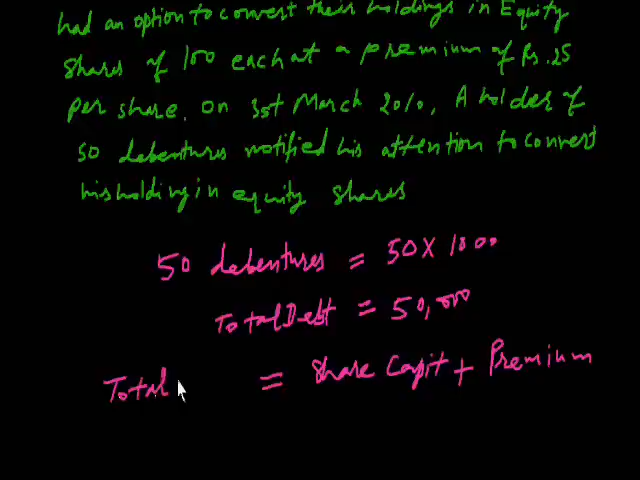 had an option to convert their holdings in Equity
shares of 100 each at a premium of Rs. 25
per share. on 31st March 2010, A holder of
50 debentures notified his attention to convert
his holding in equity shares
50 debentures = 50 X 1000
Total Debt = 50,000
Total = Share Capit + Premium